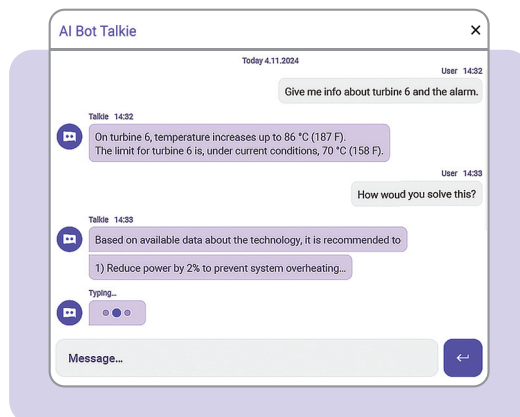 AI Bot Talkie
Today 4.11.2024
User 14:32
Give me info about turbine 6 and the alarm.
Talkie 14:32
On turbine 6, temperature increases up to 86 °C (187 F).
The limit for turbine 6 is, under current conditions, 70 °C (158 F).
User 14:33
How woud you solve this?
Talkie 14:33
Based on available data about the technology, it is recommended to
1) Reduce power by 2% to prevent system overheating...
Typing...
Message...